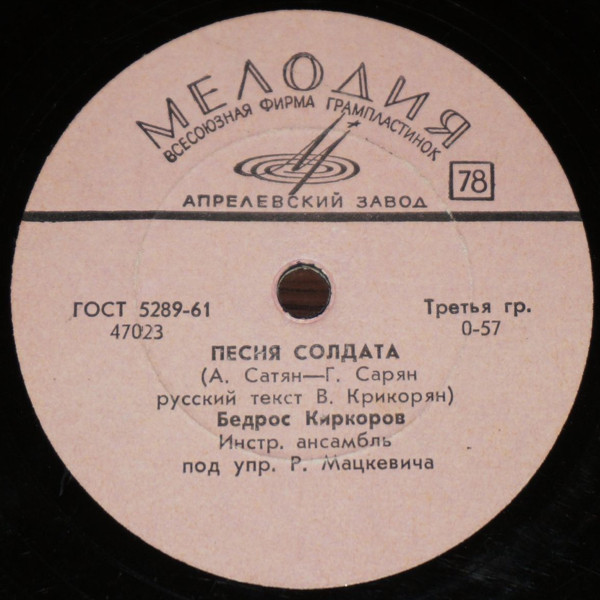 МЕЛОДИЯ
ВСЕСОЮЗНАЯ ФИРМА ГРАМПЛАСТИНОК
78
АПРЕЛЕВСКИЙ ЗАВОД
ГОСТ 5289-61
Третья гр.
47023
0-57
ПЕСНЯ СОЛДАТА
(А. Сатян—Г. Сарян
русский текст В. Крикорян)
Бедрос Киркоров
Инстр. ансамбль
под упр. Р. Мацкевича